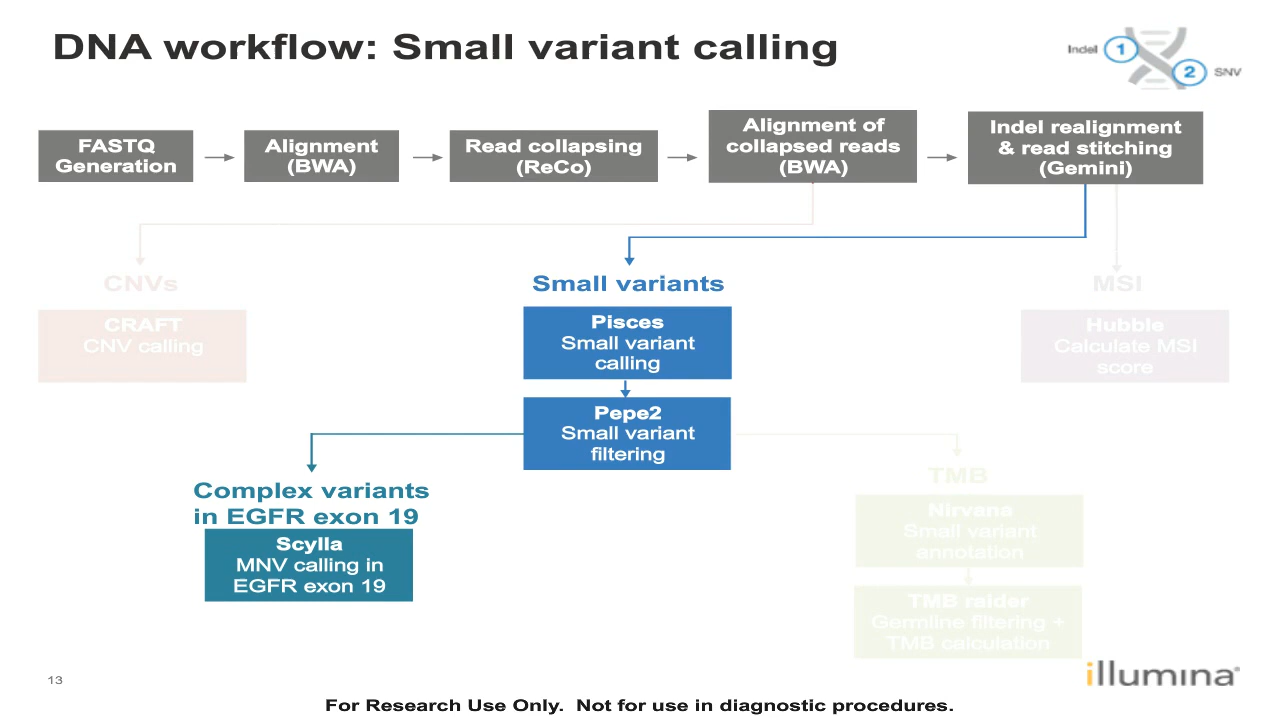 DNA workflow: Small variant calling
Indel 1
2 SNV
FASTQ
Generation
Alignment
(BWA)
Read collapsing
(ReCo)
Alignment of
collapsed reads
(BWA)
Indel realignment
& read stitching
(Gemini)
CNVs
CRAFT
CNV calling
Small variants
Pisces
Small variant
calling
Pepe2
Small variant
filtering
MSI
Hubble
Calculate MSI
score
Complex variants
in EGFR exon 19
Scylla
MNV calling in
EGFR exon 19
TMB
Nirvana
Small variant
annotation
TMB raider
Germline filtering +
TMB calculation
13
illumina®
For Research Use Only. Not for use in diagnostic procedures.